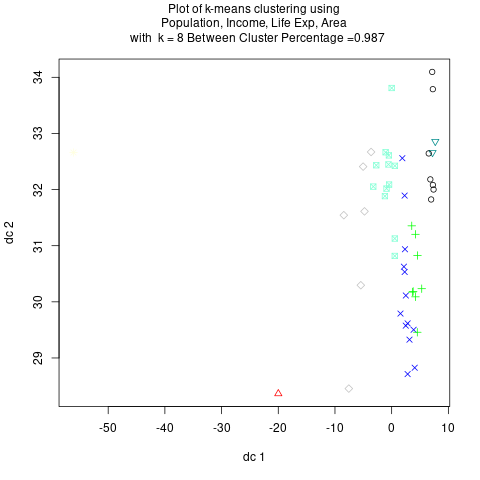 Plot of k-means clustering using
Population, Income, Life Exp, Area
with k = 8 Between Cluster Percentage =0.987
34
33
32
31
30
29
dc 2
-50
-40
-30
-20
-10
0
10
dc 1